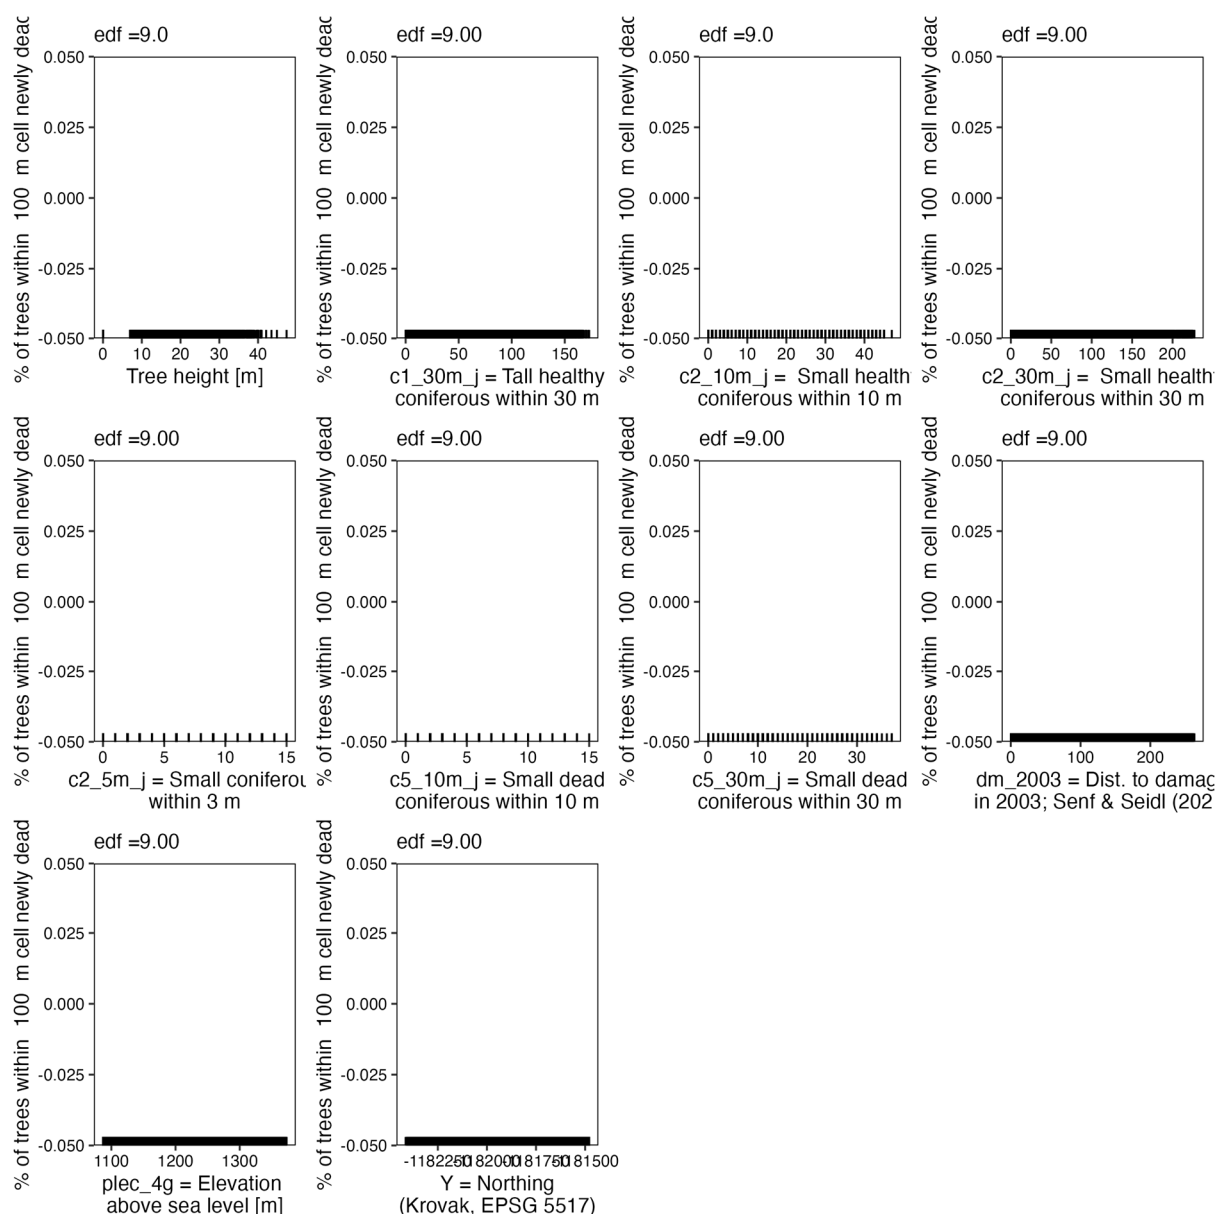 edf =9.0
% of trees within 100 m cell newly dead
0.050
0.025
0.000
-0.025
-0.050
0 10 20 30 40
Tree height [m]
edf =9.00
% of trees within 100 m cell newly dead
0.050
0.025
0.000
-0.025
-0.050
0 50 100 150
c1_30m_j = Tall healthy
coniferous within 30 m
edf =9.0
% of trees within 100 m cell newly dead
0.050
0.025
0.000
-0.025
-0.050
0 10 20 30 40
c2_10m_j = Small health
coniferous within 10 m
edf =9.00
% of trees within 100 m cell newly dead
0.050
0.025
0.000
-0.025
-0.050
0 50 100 150 200
c2_30m_j = Small health
coniferous within 30 m
edf =9.00
% of trees within 100 m cell newly dead
0.050
0.025
0.000
-0.025
-0.050
0 5 10 15
c2_5m_j = Small coniferou
within 3 m
edf =9.00
% of trees within 100 m cell newly dead
0.050
0.025
0.000
-0.025
-0.050
0 5 10 15
c5_10m_j = Small dead
coniferous within 10 m
edf =9.00
% of trees within 100 m cell newly dead
0.050
0.025
0.000
-0.025
-0.050
0 10 20 30
c5_30m_j = Small dead
coniferous within 30 m
edf =9.00
% of trees within 100 m cell newly dead
0.050
0.025
0.000
-0.025
-0.050
0 100 200
dm_2003 = Dist. to damag
in 2003; Senf & Seidl (202
edf =9.00
% of trees within 100 m cell newly dead
0.050
0.025
0.000
-0.025
-0.050
1100 1200 1300
plec_4g = Elevation
above sea level [m]
edf =9.00
% of trees within 100 m cell newly dead
0.050
0.025
0.000
-0.025
-0.050
-1182250 -1182000 -1181750 -1181500
Y = Northing
(Krovak, EPSG 5517)